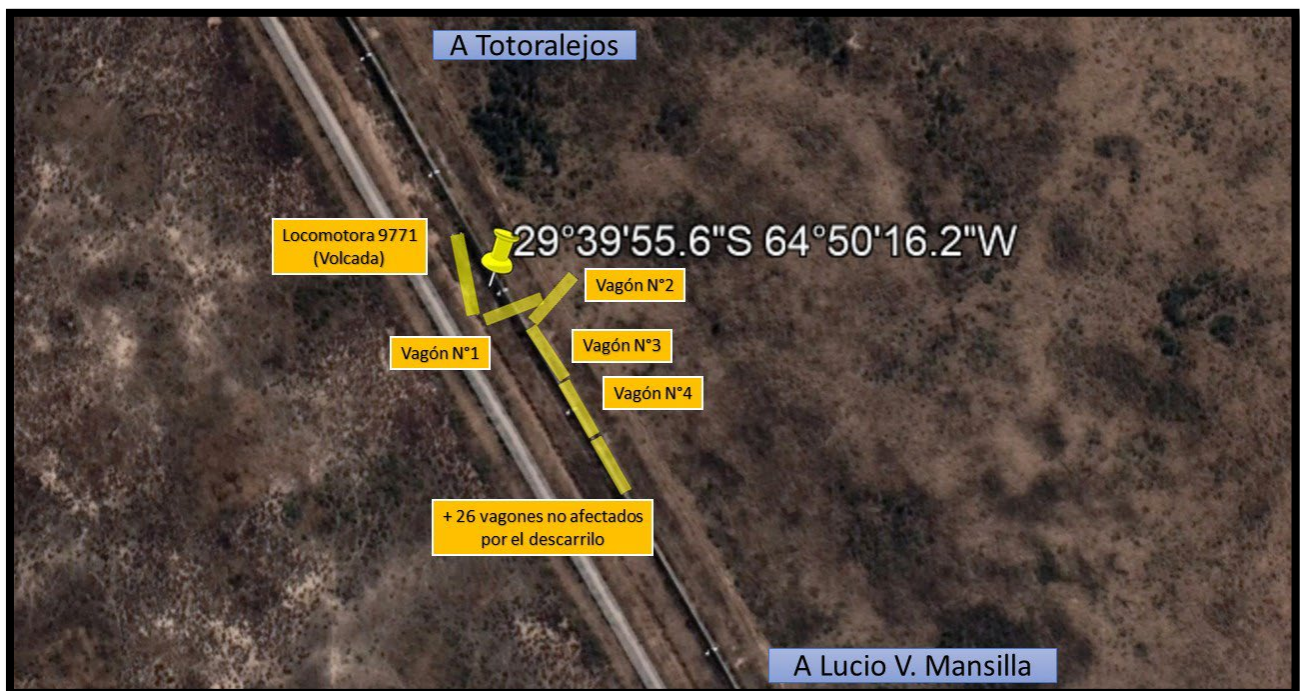 A Totoralejos
Locomotora 9771
(Volcada)
29°39'55.6"S 64°50'16.2"W
Vagón N°2
Vagón N°1
Vagón N°3
Vagón N°4
+ 26 vagones no afectados
por el descarrilo
A Lucio V. Mansilla